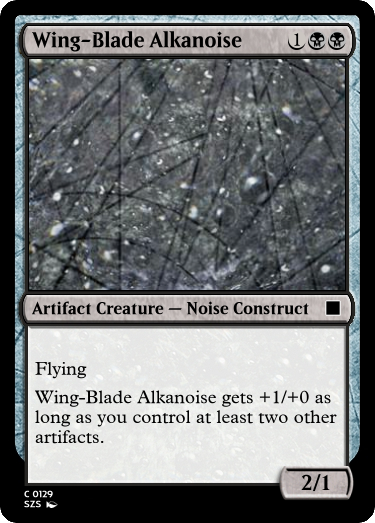 Wing-Blade Alkanoise 1
Artifact Creature — Noise Construct
Flying
Wing-Blade Alkanoise gets +1/+0 as
long as you control at least two other
artifacts.
2/1
C 0129
SZS